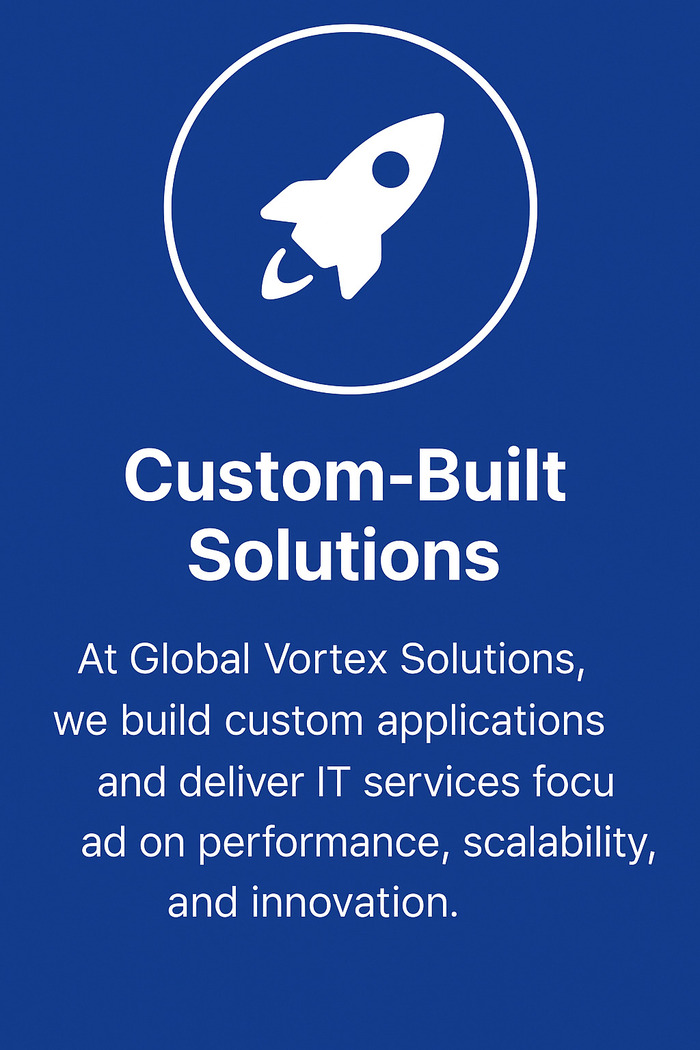 Custom-Built
Solutions
At Global Vortex Solutions,
we build custom applications
and deliver IT services focu
ad on performance, scalability,
and innovation.